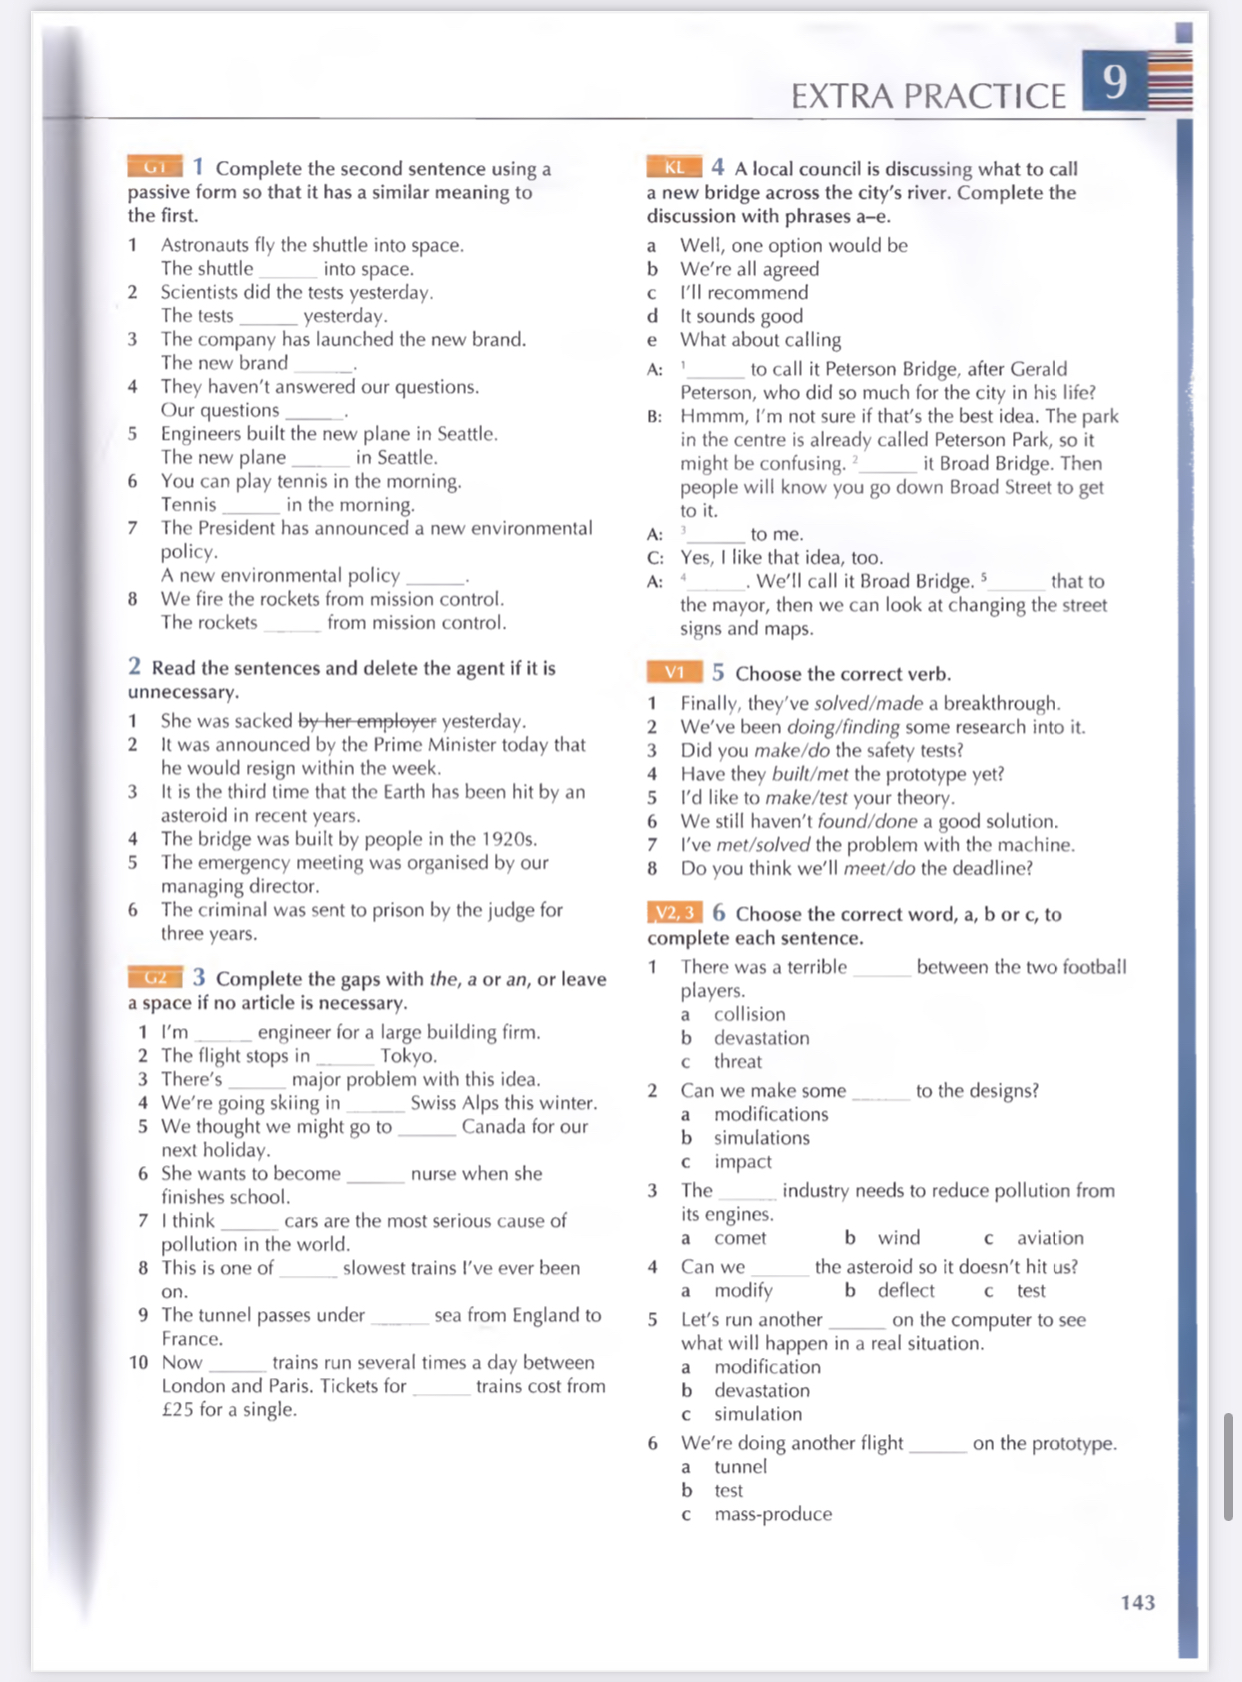 EXTRA PRACTICE 9
G1 1 Complete the second sentence using a
passive form so that it has a similar meaning to
the first.
1 Astronauts fly the shuttle into space.
The shuttle ______ into space.
2 Scientists did the tests yesterday.
The tests ______ yesterday.
3 The company has launched the new brand.
The new brand ______.
4 They haven't answered our questions.
Our questions ______.
5 Engineers built the new plane in Seattle.
The new plane ______ in Seattle.
6 You can play tennis in the morning.
Tennis ______ in the morning.
7 The President has announced a new environmental
policy.
A new environmental policy ______.
8 We fire the rockets from mission control.
The rockets ______ from mission control.
2 Read the sentences and delete the agent if it is
unnecessary.
1 She was sacked by her employer yesterday.
2 It was announced by the Prime Minister today that
he would resign within the week.
3 It is the third time that the Earth has been hit by an
asteroid in recent years.
4 The bridge was built by people in the 1920s.
5 The emergency meeting was organised by our
managing director.
6 The criminal was sent to prison by the judge for
three years.
G2 3 Complete the gaps with the, a or an, or leave
a space if no article is necessary.
1 I'm ______ engineer for a large building firm.
2 The flight stops in ______ Tokyo.
3 There's ______ major problem with this idea.
4 We're going skiing in ______ Swiss Alps this winter.
5 We thought we might go to ______ Canada for our
next holiday.
6 She wants to become ______ nurse when she
finishes school.
7 I think ______ cars are the most serious cause of
pollution in the world.
8 This is one of ______ slowest trains I've ever been
on.
9 The tunnel passes under ______ sea from England to
France.
10 Now ______ trains run several times a day between
London and Paris. Tickets for ______ trains cost from
£25 for a single.
KL 4 A local council is discussing what to call
a new bridge across the city's river. Complete the
discussion with phrases a–e.
a Well, one option would be
b We're all agreed
c I'll recommend
d It sounds good
e What about calling
A: 1 ______ to call it Peterson Bridge, after Gerald
Peterson, who did so much for the city in his life?
B: Hmmm, I'm not sure if that's the best idea. The park
in the centre is already called Peterson Park, so it
might be confusing. 2 ______ it Broad Bridge. Then
people will know you go down Broad Street to get
to it.
A: 3 ______ to me.
C: Yes, I like that idea, too.
A: 4 ______. We'll call it Broad Bridge. 5 ______ that to
the mayor, then we can look at changing the street
signs and maps.
V1 5 Choose the correct verb.
1 Finally, they've solved/made a breakthrough.
2 We've been doing/finding some research into it.
3 Did you make/do the safety tests?
4 Have they built/met the prototype yet?
5 I'd like to make/test your theory.
6 We still haven't found/done a good solution.
7 I've met/solved the problem with the machine.
8 Do you think we'll meet/do the deadline?
V2, 3 6 Choose the correct word, a, b or c, to
complete each sentence.
1 There was a terrible ______ between the two football
players.
a collision
b devastation
c threat
2 Can we make some ______ to the designs?
a modifications
b simulations
c impact
3 The ______ industry needs to reduce pollution from
its engines.
a comet b wind c aviation
4 Can we ______ the asteroid so it doesn't hit us?
a modify b deflect c test
5 Let's run another ______ on the computer to see
what will happen in a real situation.
a modification
b devastation
c simulation
6 We're doing another flight ______ on the prototype.
a tunnel
b test
c mass-produce
143